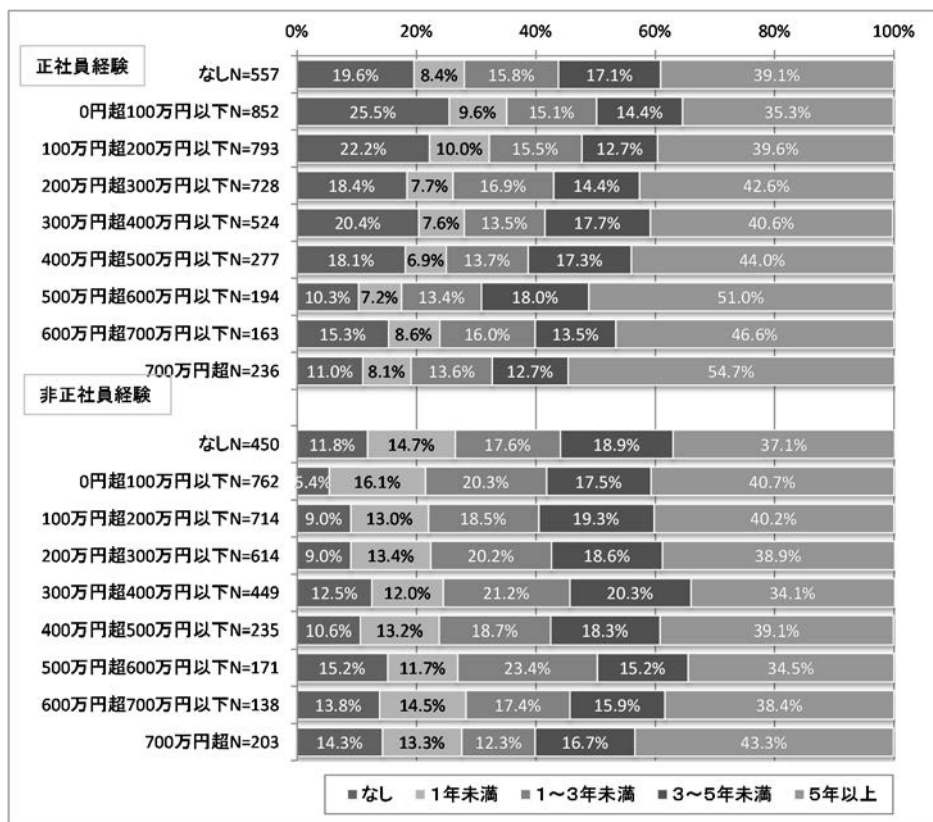 0% 20% 40% 60% 80% 100%
正社員経験
なしN=557 19.6% 8.4% 15.8% 17.1% 39.1%
0円超100万円以下N=852 25.5% 9.6% 15.1% 14.4% 35.3%
100万円超200万円以下N=793 22.2% 10.0% 15.5% 12.7% 39.6%
200万円超300万円以下N=728 18.4% 7.7% 16.9% 14.4% 42.6%
300万円超400万円以下N=524 20.4% 7.6% 13.5% 17.7% 40.6%
400万円超500万円以下N=277 18.1% 6.9% 13.7% 17.3% 44.0%
500万円超600万円以下N=194 10.3% 7.2% 13.4% 18.0% 51.0%
600万円超700万円以下N=163 15.3% 8.6% 16.0% 13.5% 46.6%
700万円超N=236 11.0% 8.1% 13.6% 12.7% 54.7%
非正社員経験
なしN=450 11.8% 14.7% 17.6% 18.9% 37.1%
0円超100万円以下N=762 5.4% 16.1% 20.3% 17.5% 40.7%
100万円超200万円以下N=714 9.0% 13.0% 18.5% 19.3% 40.2%
200万円超300万円以下N=614 9.0% 13.4% 20.2% 18.6% 38.9%
300万円超400万円以下N=449 12.5% 12.0% 21.2% 20.3% 34.1%
400万円超500万円以下N=235 10.6% 13.2% 18.7% 18.3% 39.1%
500万円超600万円以下N=171 15.2% 11.7% 23.4% 15.2% 34.5%
600万円超700万円以下N=138 13.8% 14.5% 17.4% 15.9% 38.4%
700万円超N=203 14.3% 13.3% 12.3% 16.7% 43.3%
なし 1年未満 1～3年未満 3～5年未満 5年以上